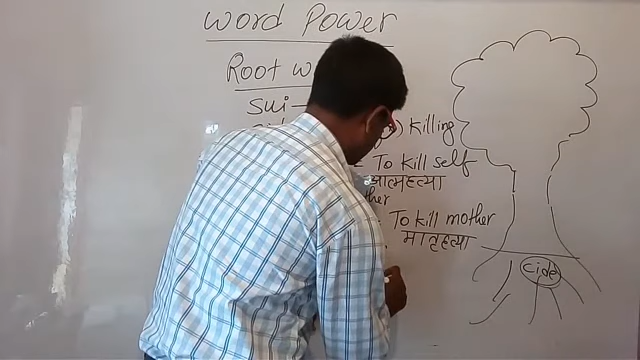 Word Power
Root
Sui -
Killing
To kill self
आत्महत्या
ther
To kill mother
मातृहत्या
cide